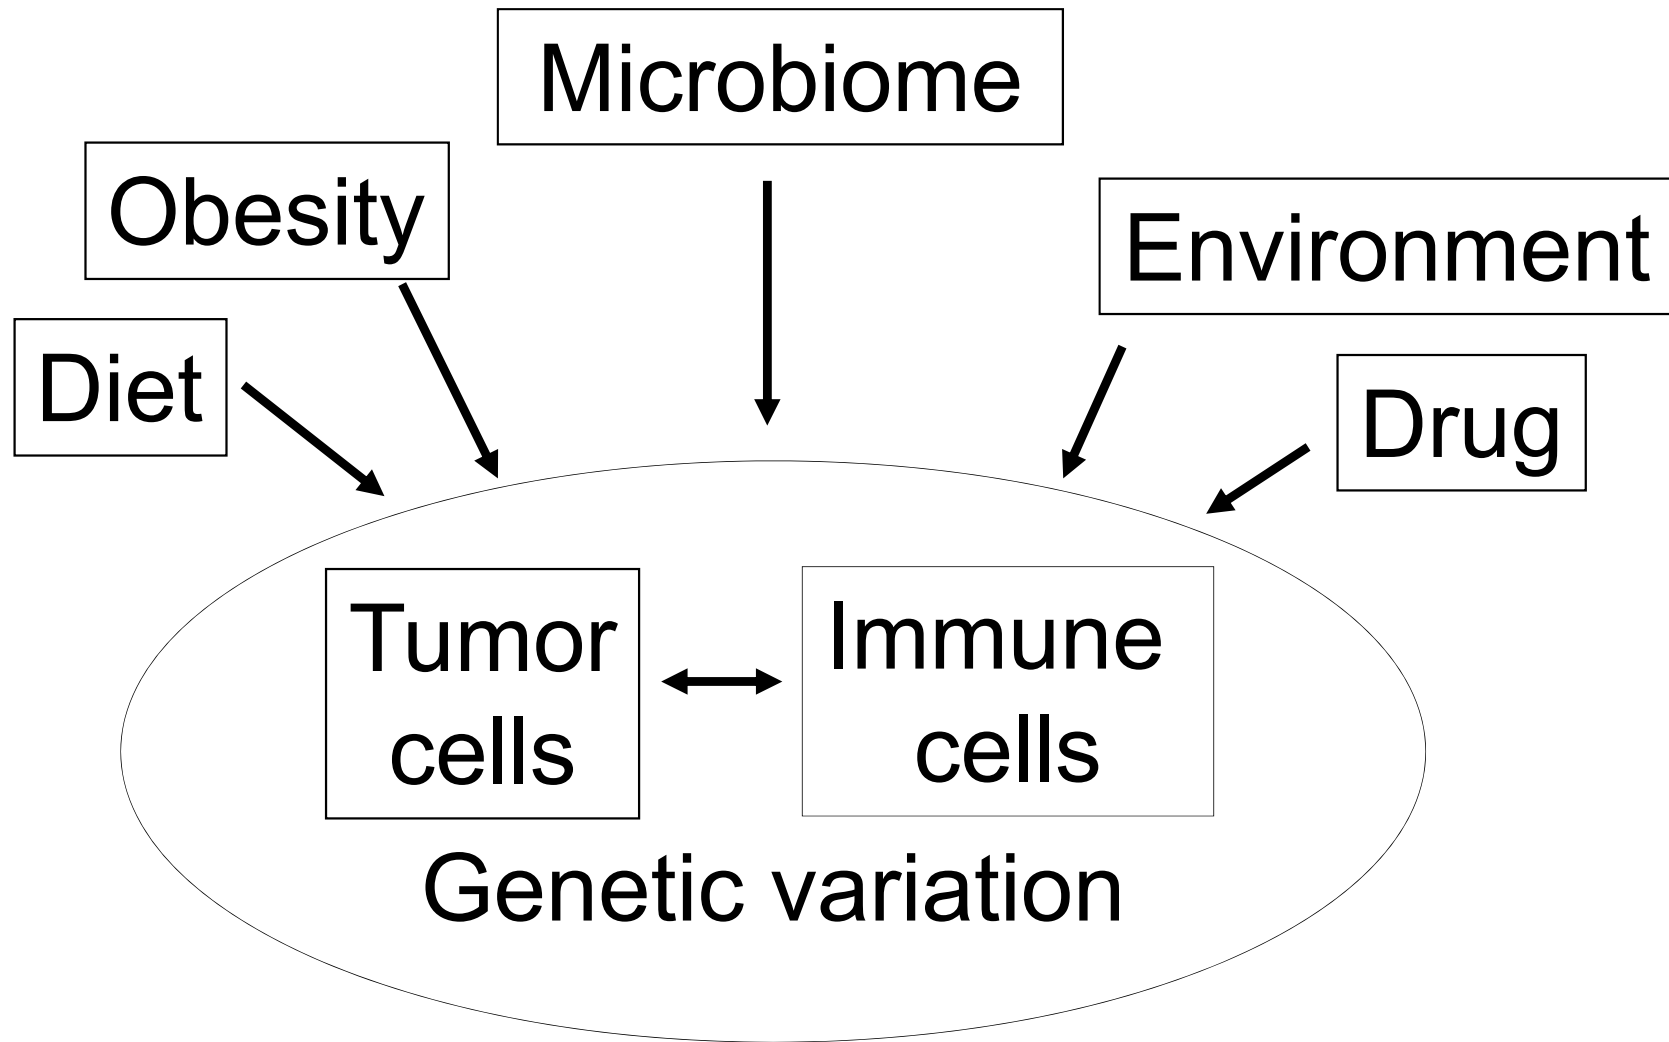 Microbiome
Obesity
Environment
Diet
Drug
Tumor
cells
Immune
cells
Genetic variation